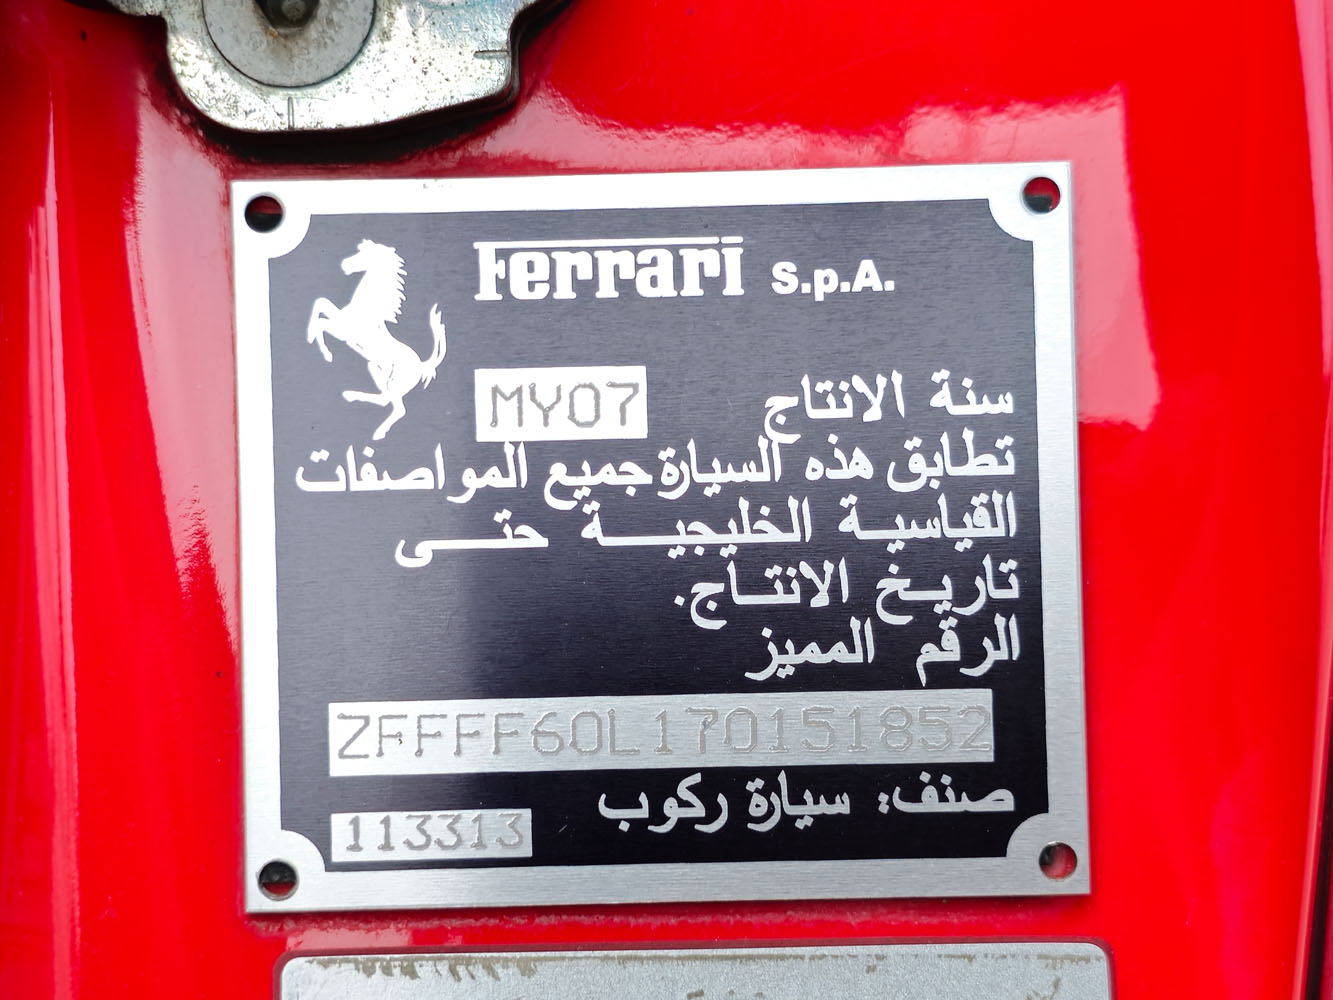 Ferrari S.p.A.
سنة الانتاج MY07
تطابق هذه السيارة جميع المواصفات
القياسية الخليجية حتى
تاريخ الانتاج.
الرقم المميز
ZFFFF60L170151852
صنف: سيارة ركوب
113313